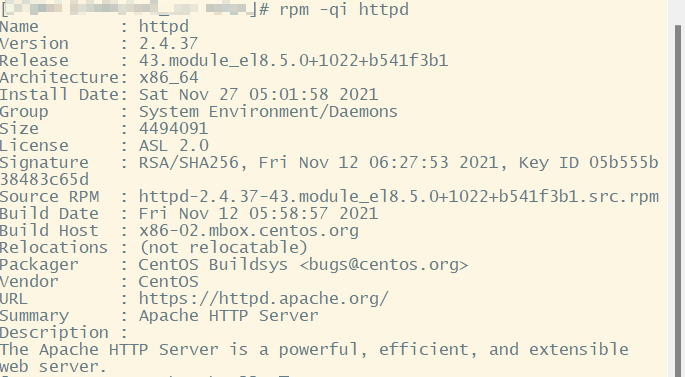 [ ]# rpm -qi httpd
Name        : httpd
Version     : 2.4.37
Release     : 43.module_el8.5.0+1022+b541f3b1
Architecture: x86_64
Install Date: Sat Nov 27 05:01:58 2021
Group       : System Environment/Daemons
Size        : 4494091
License     : ASL 2.0
Signature   : RSA/SHA256, Fri Nov 12 06:27:53 2021, Key ID 05b555b
38483c65d
Source RPM  : httpd-2.4.37-43.module_el8.5.0+1022+b541f3b1.src.rpm
Build Date  : Fri Nov 12 05:58:57 2021
Build Host  : x86-02.mbox.centos.org
Relocations : (not relocatable)
Packager    : CentOS Buildsys <bugs@centos.org>
Vendor      : CentOS
URL         : https://httpd.apache.org/
Summary     : Apache HTTP Server
Description :
The Apache HTTP Server is a powerful, efficient, and extensible
web server.